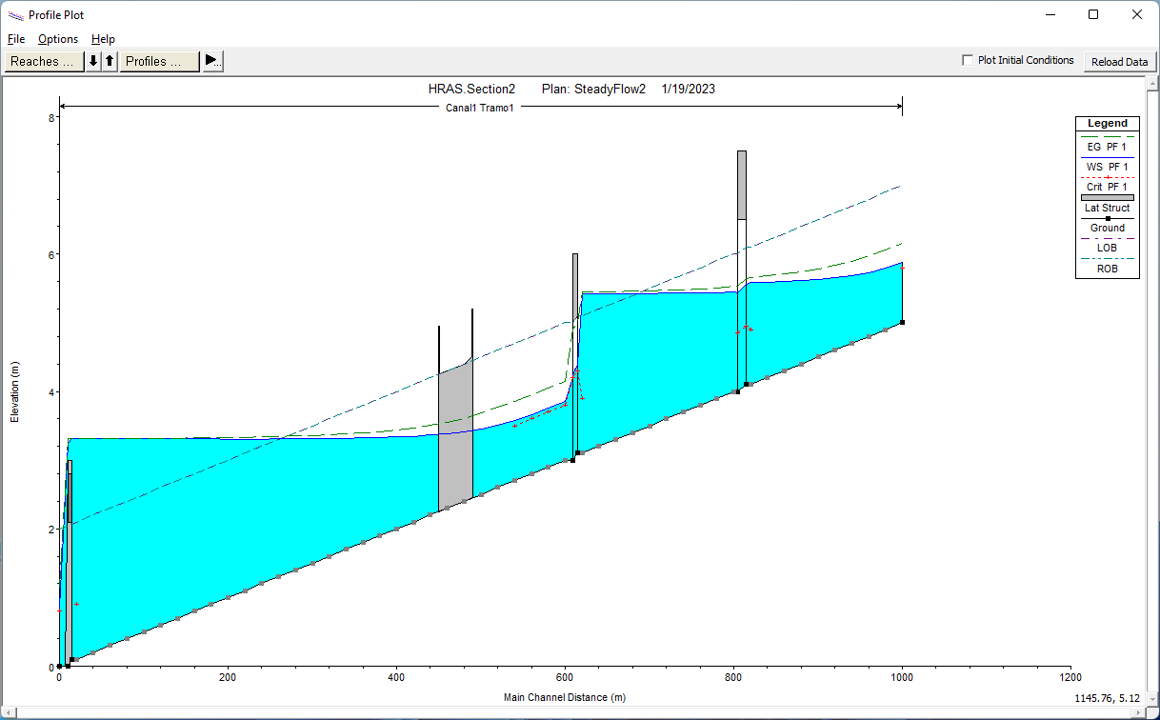 Profile Plot
File Options Help
Reaches ... Profiles ... Plot Initial Conditions Reload Data
HRAS.Section2 Plan: SteadyFlow2 1/19/2023
Canal1 Tramo1
Legend
EG PF 1
WS PF 1
Crit PF 1
Lat Struct
Ground
LOB
ROB
8
6
4
2
0
Elevation (m)
0 200 400 600 800 1000 1200
Main Channel Distance (m)
1145.76, 5.12